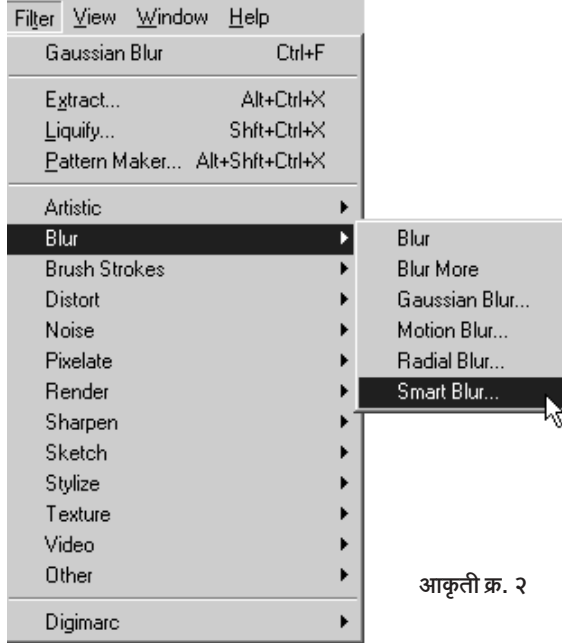 Filter View Window Help
Gaussian Blur Ctrl+F
Extract... Alt+Ctrl+X
Liquify... Shft+Ctrl+X
Pattern Maker... Alt+Shft+Ctrl+X
Artistic
Blur
Brush Strokes
Distort
Noise
Pixelate
Render
Sharpen
Sketch
Stylize
Texture
Video
Other
Digimarc
Blur
Blur More
Gaussian Blur...
Motion Blur...
Radial Blur...
Smart Blur...
आकृती क्र. २